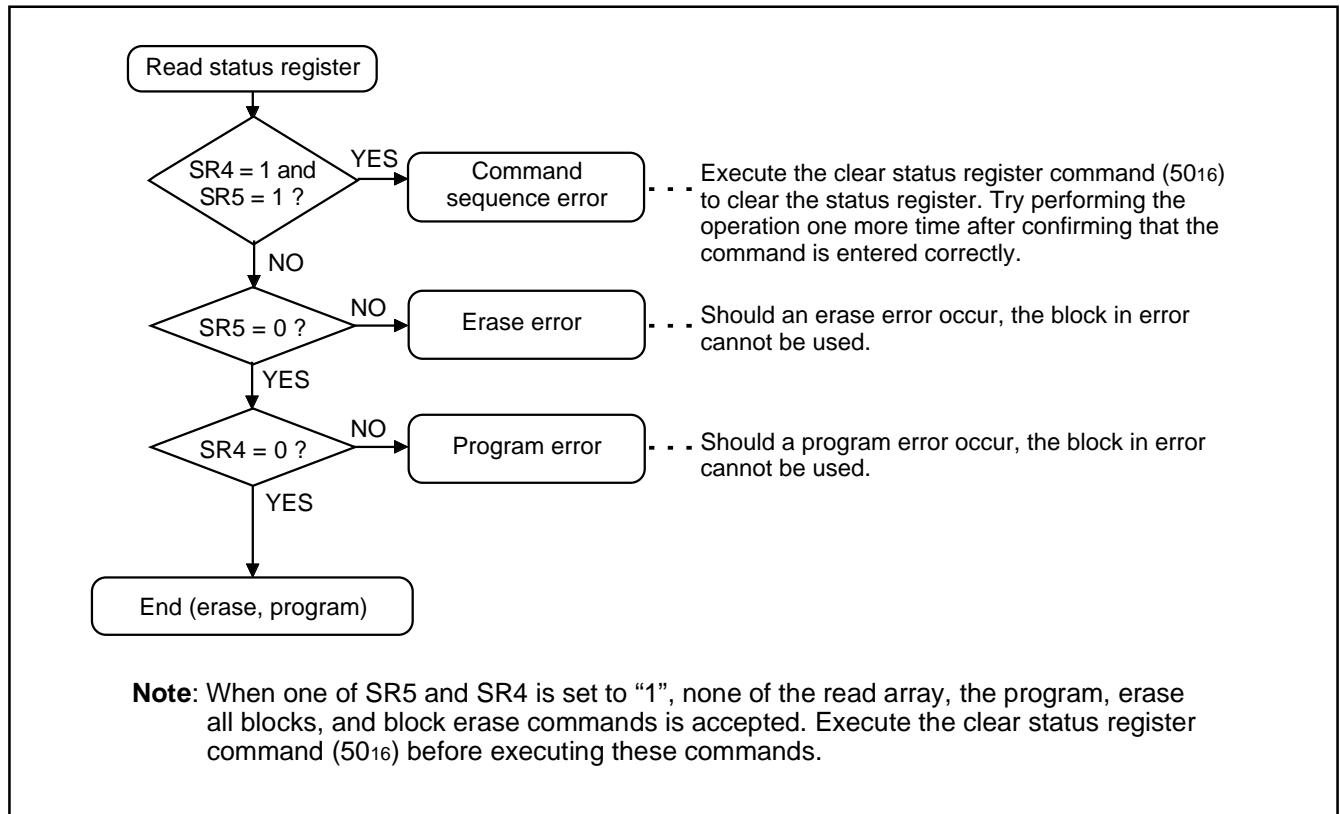 Read status register
SR4 = 1 and
SR5 = 1 ?
YES
Command
sequence error
Execute the clear status register command (5016)
to clear the status register. Try performing the
operation one more time after confirming that the
command is entered correctly.
NO
SR5 = 0 ?
NO
Erase error
Should an erase error occur, the block in error
cannot be used.
YES
SR4 = 0 ?
NO
Program error
Should a program error occur, the block in error
cannot be used.
YES
End (erase, program)
Note: When one of SR5 and SR4 is set to “1”, none of the read array, the program, erase
all blocks, and block erase commands is accepted. Execute the clear status register
command (5016) before executing these commands.